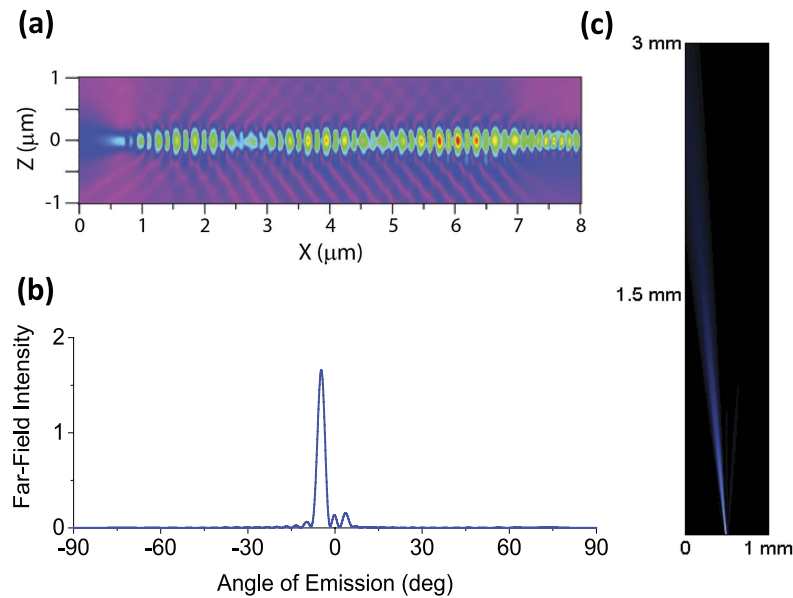 (a)
1
0
-1
Z (μm)
0 1 2 3 4 5 6 7 8
X (μm)
(b)
2
1
0
Far-Field Intensity
-90 -60 -30 0 30 60 90
Angle of Emission (deg)
(c)
3 mm
1.5 mm
0 1 mm